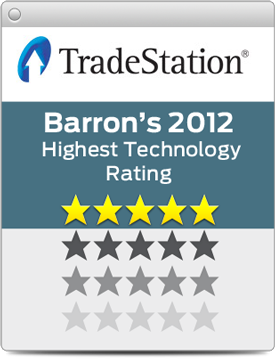 TradeStation®
Barron's 2012
Highest Technology
Rating